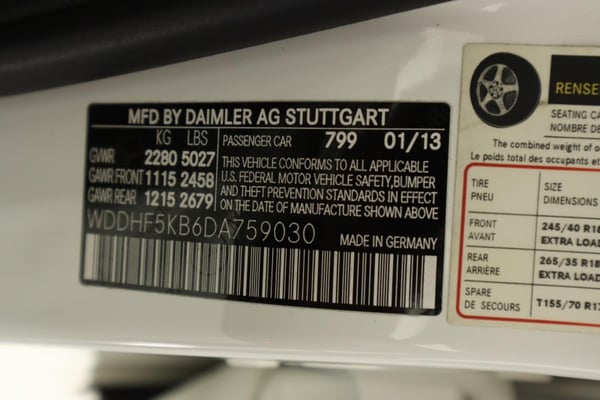 MFD BY DAIMLER AG STUTTGART
KG LBS
GVWR 2280 5027
GAWR FRONT 1115 2458
GAWR REAR 1215 2679
PASSENGER CAR 799 01/13
THIS VEHICLE CONFORMS TO ALL APPLICABLE
U.S. FEDERAL MOTOR VEHICLE SAFETY, BUMPER
AND THEFT PREVENTION STANDARDS IN EFFECT
ON THE DATE OF MANUFACTURE SHOWN ABOVE
WDDHF5KB6DA759030
MADE IN GERMANY
SEATING
NOMBRE DE
The combined weight of
Le poids total des occupants et
TIRE
PNEU
SIZE
DIMENSIONS
FRONT
AVANT
245/40
EXTRA LOAD
REAR
ARRIÈRE
265/35
EXTRA LOAD
SPARE
DE SECOURS
T155/70